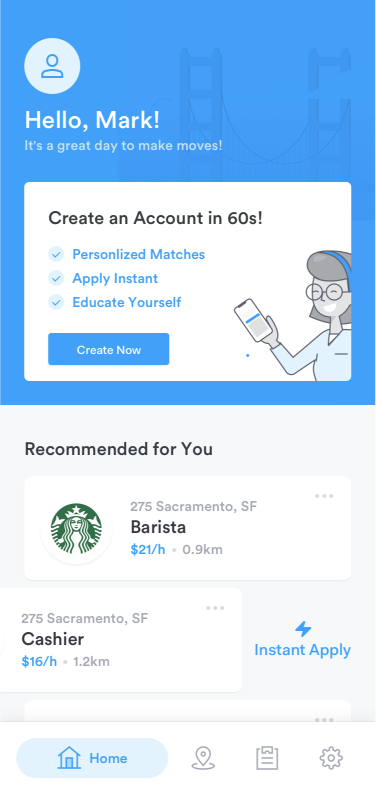 Hello, Mark!
It's a great day to make moves!
Create an Account in 60s!
Personlized Matches
Apply Instant
Educate Yourself
Create Now
Recommended for You
275 Sacramento, SF
Barista
$21/h • 0.9km
275 Sacramento, SF
Cashier
$16/h • 1.2km
Instant Apply
Home